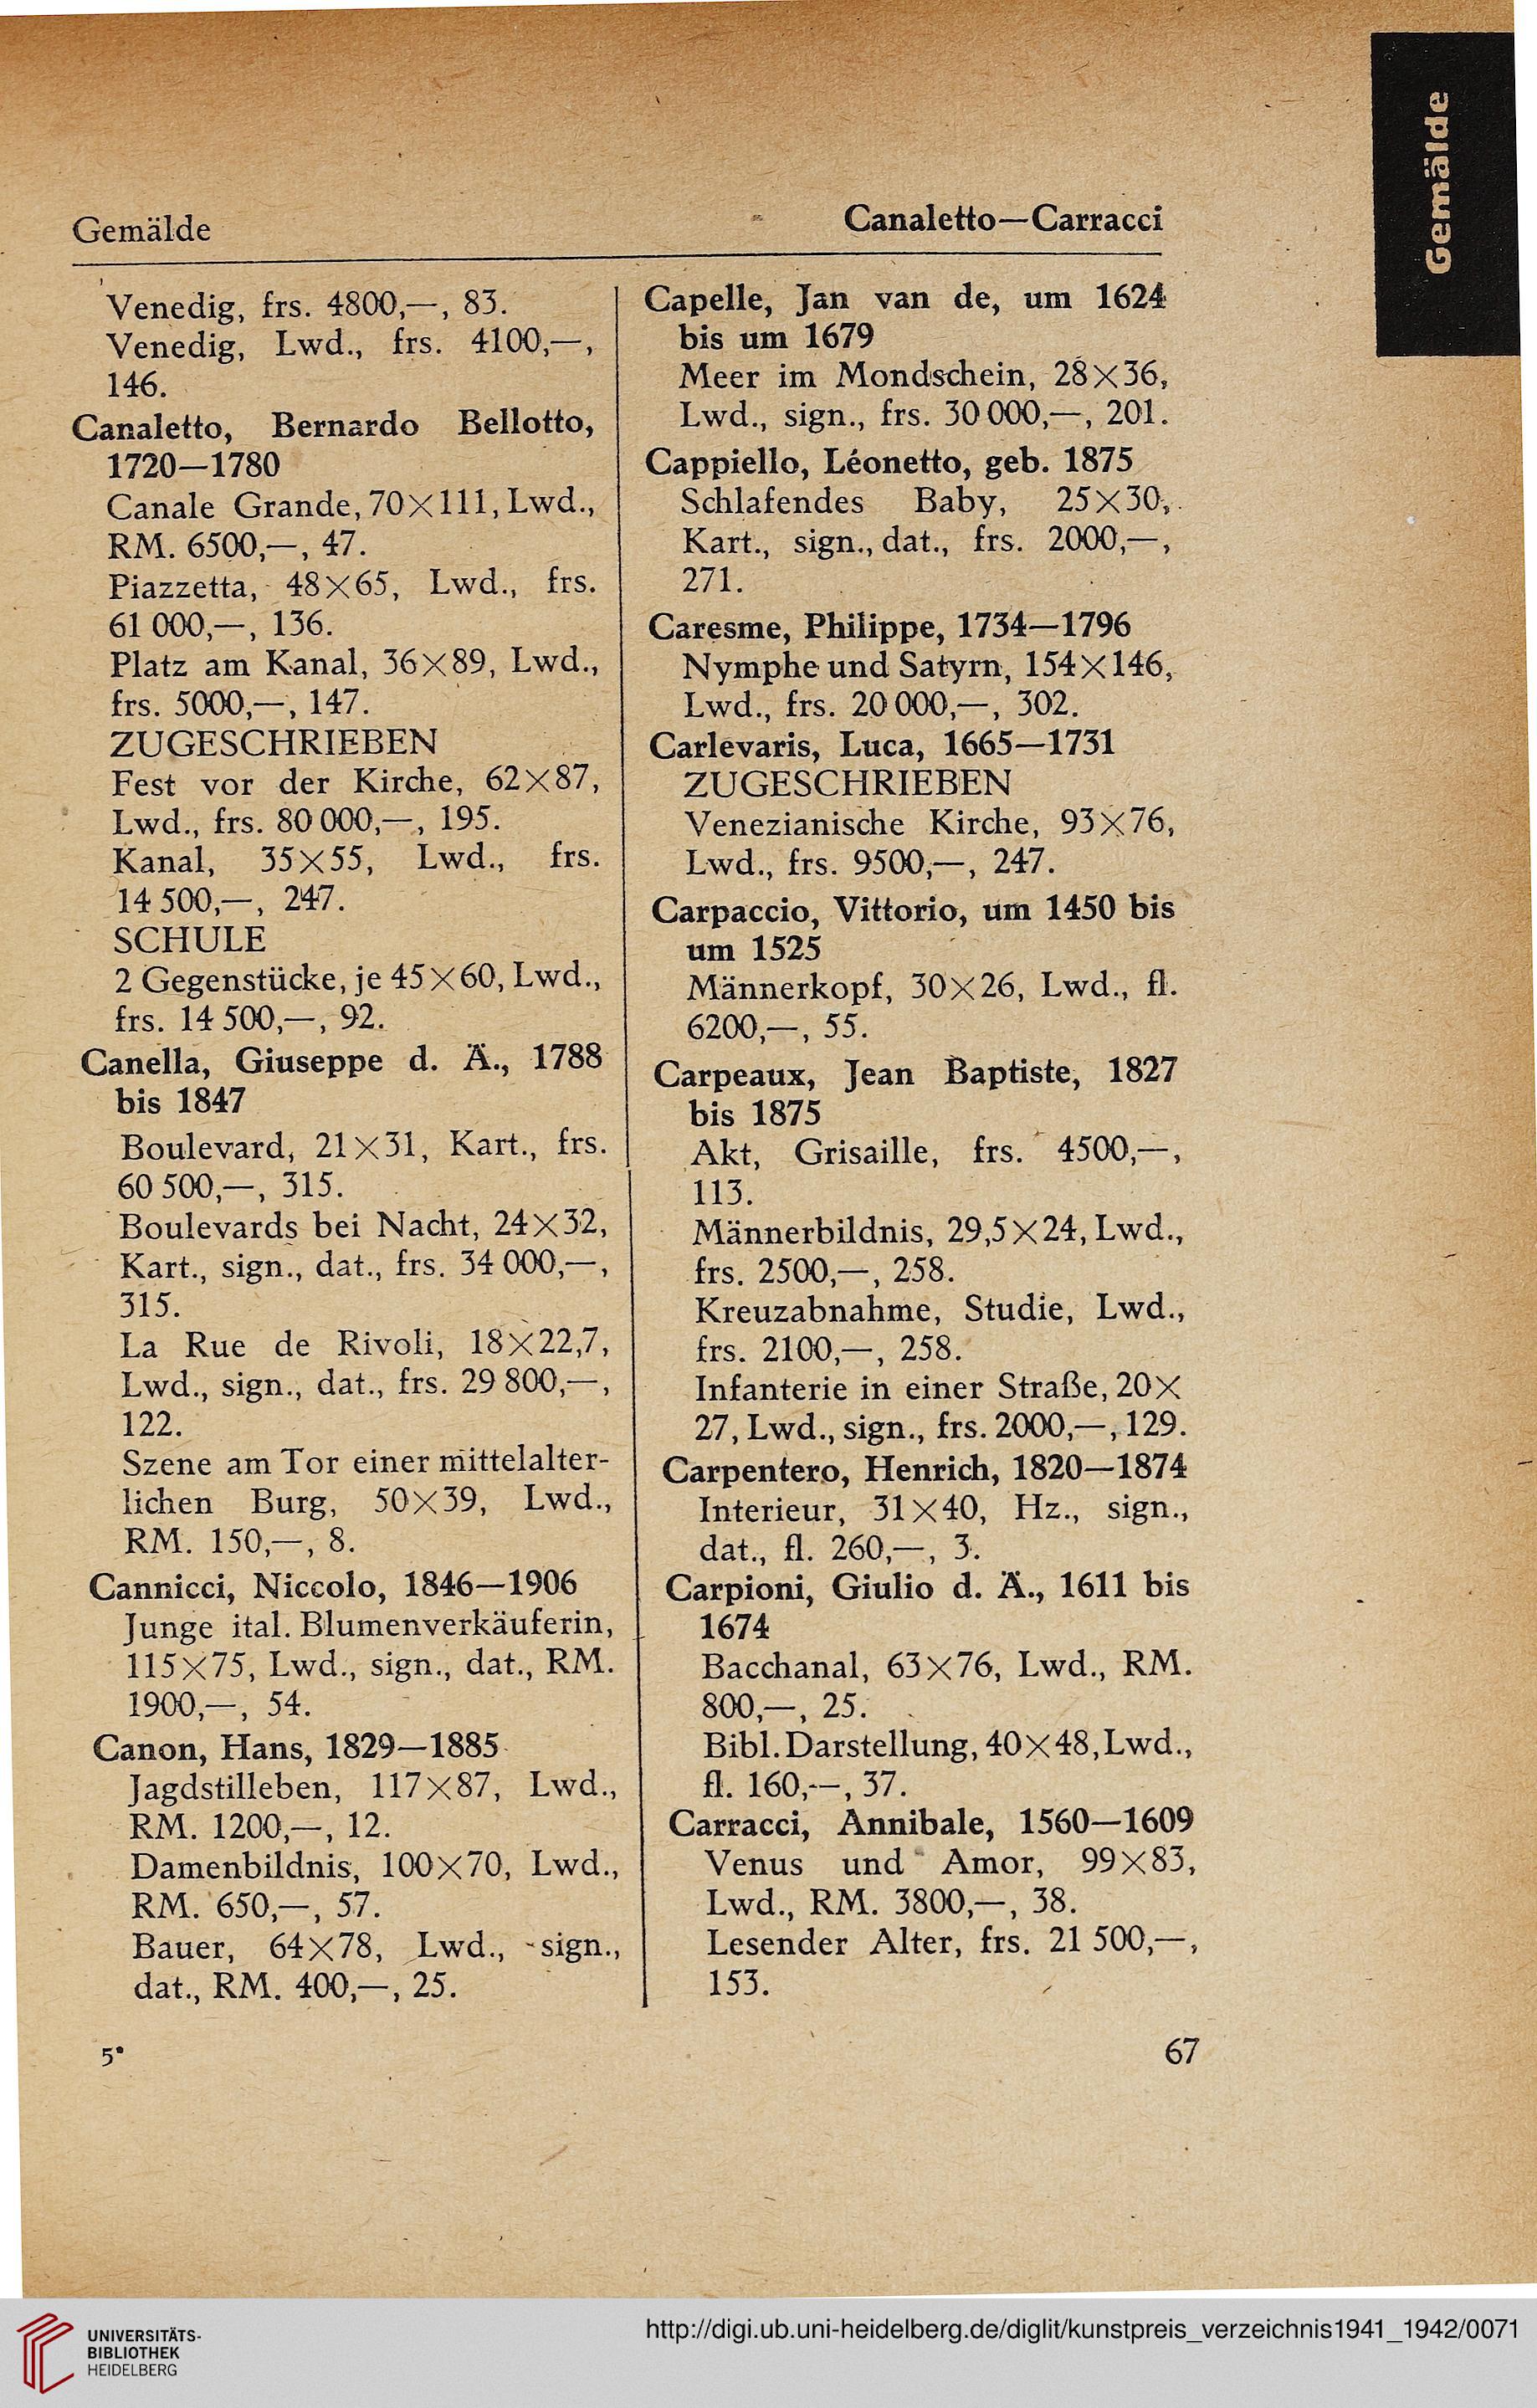 Gemälde
Canaletto—Carracci
Gemälde
Venedig, frs. 4800,—, 83.
Venedig, Lwd., frs. 4100,—,
146.
Canaletto, Bernardo Bellotto,
1720—1780
Canale Grande, 70×111, Lwd.,
RM. 6500,—, 47.
Piazzetta, 48×65, Lwd., frs.
61 000,—, 136.
Platz am Kanal, 36×89, Lwd.,
frs. 5000,—, 147.
ZUGESCHRIEBEN
Fest vor der Kirche, 62×87,
Lwd., frs. 80 000,—, 195.
Kanal, 35×55, Lwd., frs.
14 500,—, 247.
SCHULE
2 Gegenstücke, je 45×60, Lwd.,
frs. 14 500,—, 92.
Canella, Giuseppe d. Ä., 1788
bis 1847
Boulevard, 21×31, Kart., frs.
60 500,—, 315.
Boulevards bei Nacht, 24×32,
Kart., sign., dat., frs. 34 000,—,
315.
La Rue de Rivoli, 18×22,7,
Lwd., sign., dat., frs. 29 800,—,
122.
Szene am Tor einer mittelalter-
lichen Burg, 50×39, Lwd.,
RM. 150,—, 8.
Cannicci, Niccolo, 1846—1906
Junge ital. Blumenverkäuferin,
115×75, Lwd., sign., dat., RM.
1900,—, 54.
Canon, Hans, 1829—1885
Jagdstilleben, 117×87, Lwd.,
RM. 1200,—, 12.
Damenbildnis, 100×70, Lwd.,
RM. 650,—, 57.
Bauer, 64×78, Lwd., sign.,
dat., RM. 400,—, 25.
Capelle, Jan van de, um 1624
bis um 1679
Meer im Mondschein, 28×36,
Lwd., sign., frs. 30 000,—, 201.
Cappiello, Léonetto, geb. 1875
Schlafendes Baby, 25×30,
Kart., sign., dat., frs. 2000,—,
271.
Caresme, Philippe, 1734—1796
Nymphe und Satyrn, 154×146,
Lwd., frs. 20 000,—, 302.
Carlevaris, Luca, 1665—1731
ZUGESCHRIEBEN
Venezianische Kirche, 93×76,
Lwd., frs. 9500,—, 247.
Carpaccio, Vittorio, um 1450 bis
um 1525
Männerkopf, 30×26, Lwd., fl.
6200,—, 55.
Carpeaux, Jean Baptiste, 1827
bis 1875
Akt, Grisaille, frs. 4500,—,
113.
Männerbildnis, 29,5×24, Lwd.,
frs. 2500,—, 258.
Kreuzabnahme, Studie, Lwd.,
frs. 2100,—, 258.
Infanterie in einer Straße, 20×
27, Lwd., sign., frs. 2000,—, 129.
Carpentero, Henrich, 1820—1874
Interieur, 31×40, Hz., sign.,
dat., fl. 260,—, 3.
Carpioni, Giulio d. Ä., 1611 bis
1674
Bacchanal, 63×76, Lwd., RM.
800,—, 25.
Bibl. Darstellung, 40×48, Lwd.,
fl. 160,—, 37.
Carracci, Annibale, 1560—1609
Venus und Amor, 99×83,
Lwd., RM. 3800,—, 38.
Lesender Alter, frs. 21 500,—,
153.
5*
67
UNIVERSITÄTS-
BIBLIOTHEK
HEIDELBERG
http://digi.ub.uni-heidelberg.de/diglit/kunstpreis_verzeichnis1941_1942/0071